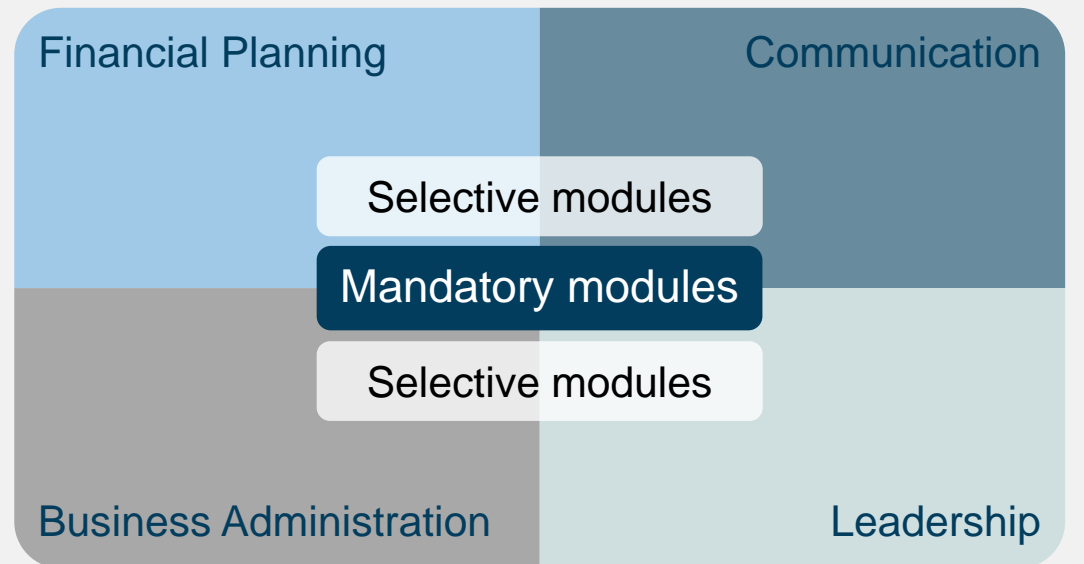 Financial Planning
Communication
Selective modules
Mandatory modules
Selective modules
Business Administration
Leadership